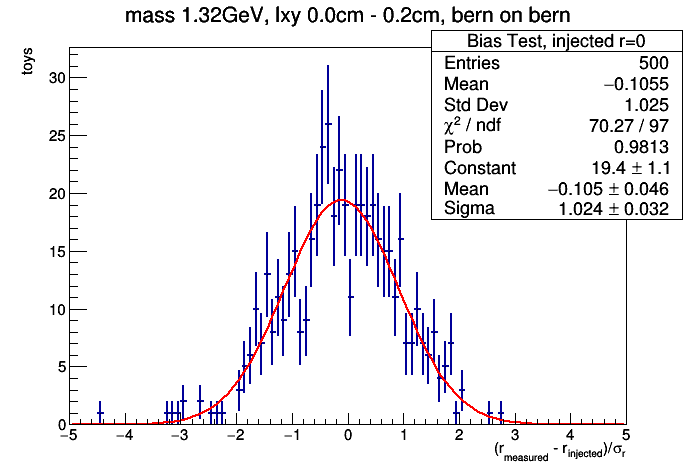 mass 1.32GeV, lxy 0.0cm - 0.2cm, bern on bern
toys
Bias Test, injected r=0
Entries 500
Mean −0.1055
Std Dev 1.025
χ² / ndf 70.27 / 97
Prob 0.9813
Constant 19.4 ± 1.1
Mean −0.105 ± 0.046
Sigma 1.024 ± 0.032
30
25
20
15
10
5
0
−5 −4 −3 −2 −1 0 1 2 3 4 5
(r_measured - r_injected)/σ_r